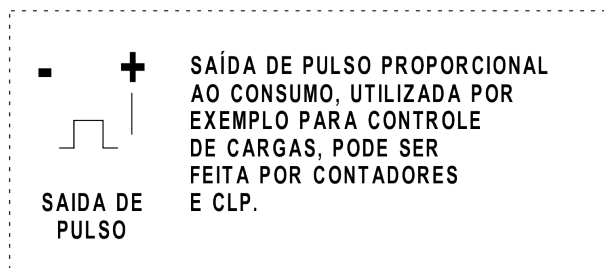 - +
SAÍDA DE PULSO PROPORCIONAL
AO CONSUMO, UTILIZADA POR
EXEMPLO PARA CONTROLE
DE CARGAS, PODE SER
FEITA POR CONTADORES
E CLP.
SAIDA DE
PULSO